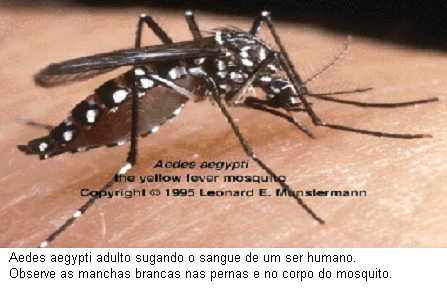 Aedes aegypti
the yellow fever mosquito
Copyright © 1995 Leonard E. Munstermann
Aedes aegypti adulto sugando o sangue de um ser humano.
Observe as manchas brancas nas pernas e no corpo do mosquito.